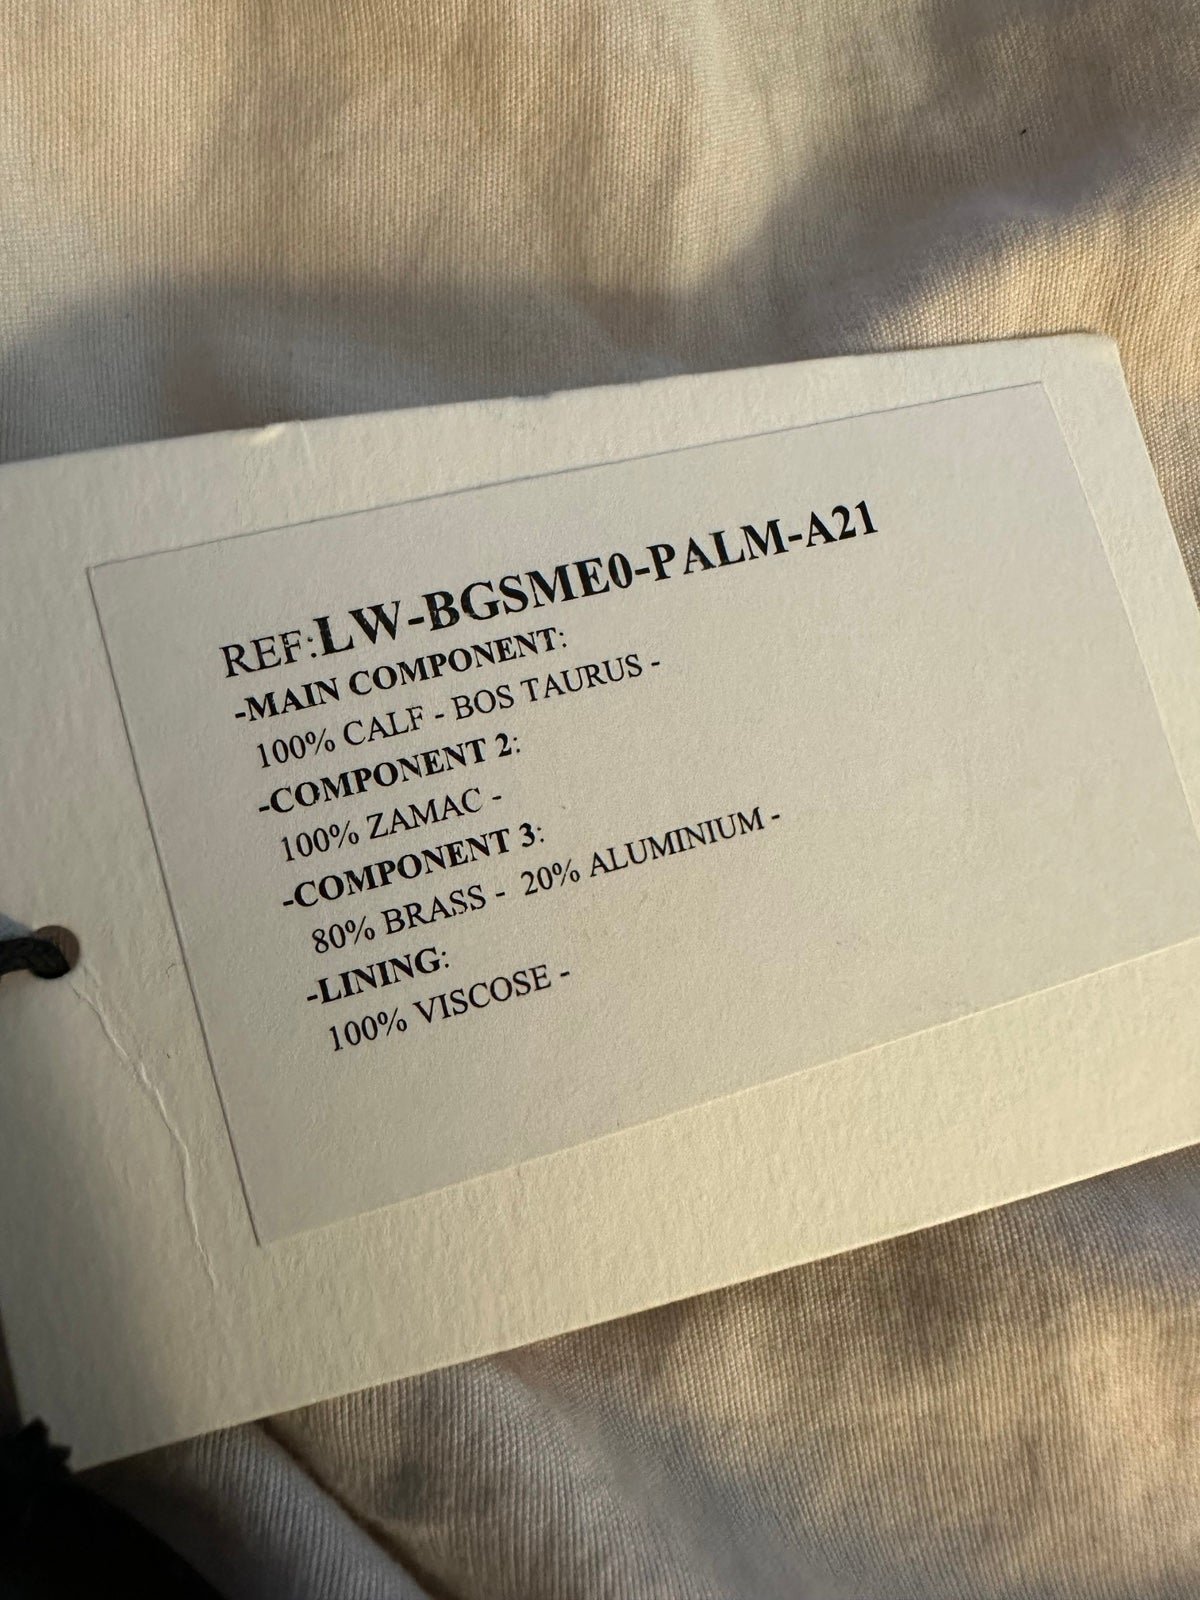 REF:LW-BGSME0-PALM-A21
-MAIN COMPONENT:
100% CALF - BOS TAURUS -
-COMPONENT 2:
100% ZAMAC -
-COMPONENT 3:
80% BRASS - 20% ALUMINIUM -
-LINING:
100% VISCOSE -